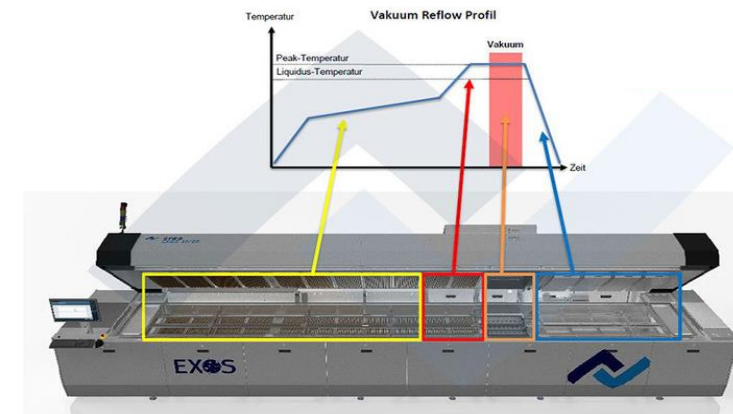 Temperatur
Vakuum Reflow Profil
Vakuum
Peak-Temperatur
Liquidus-Temperatur
Zeit
EXOS